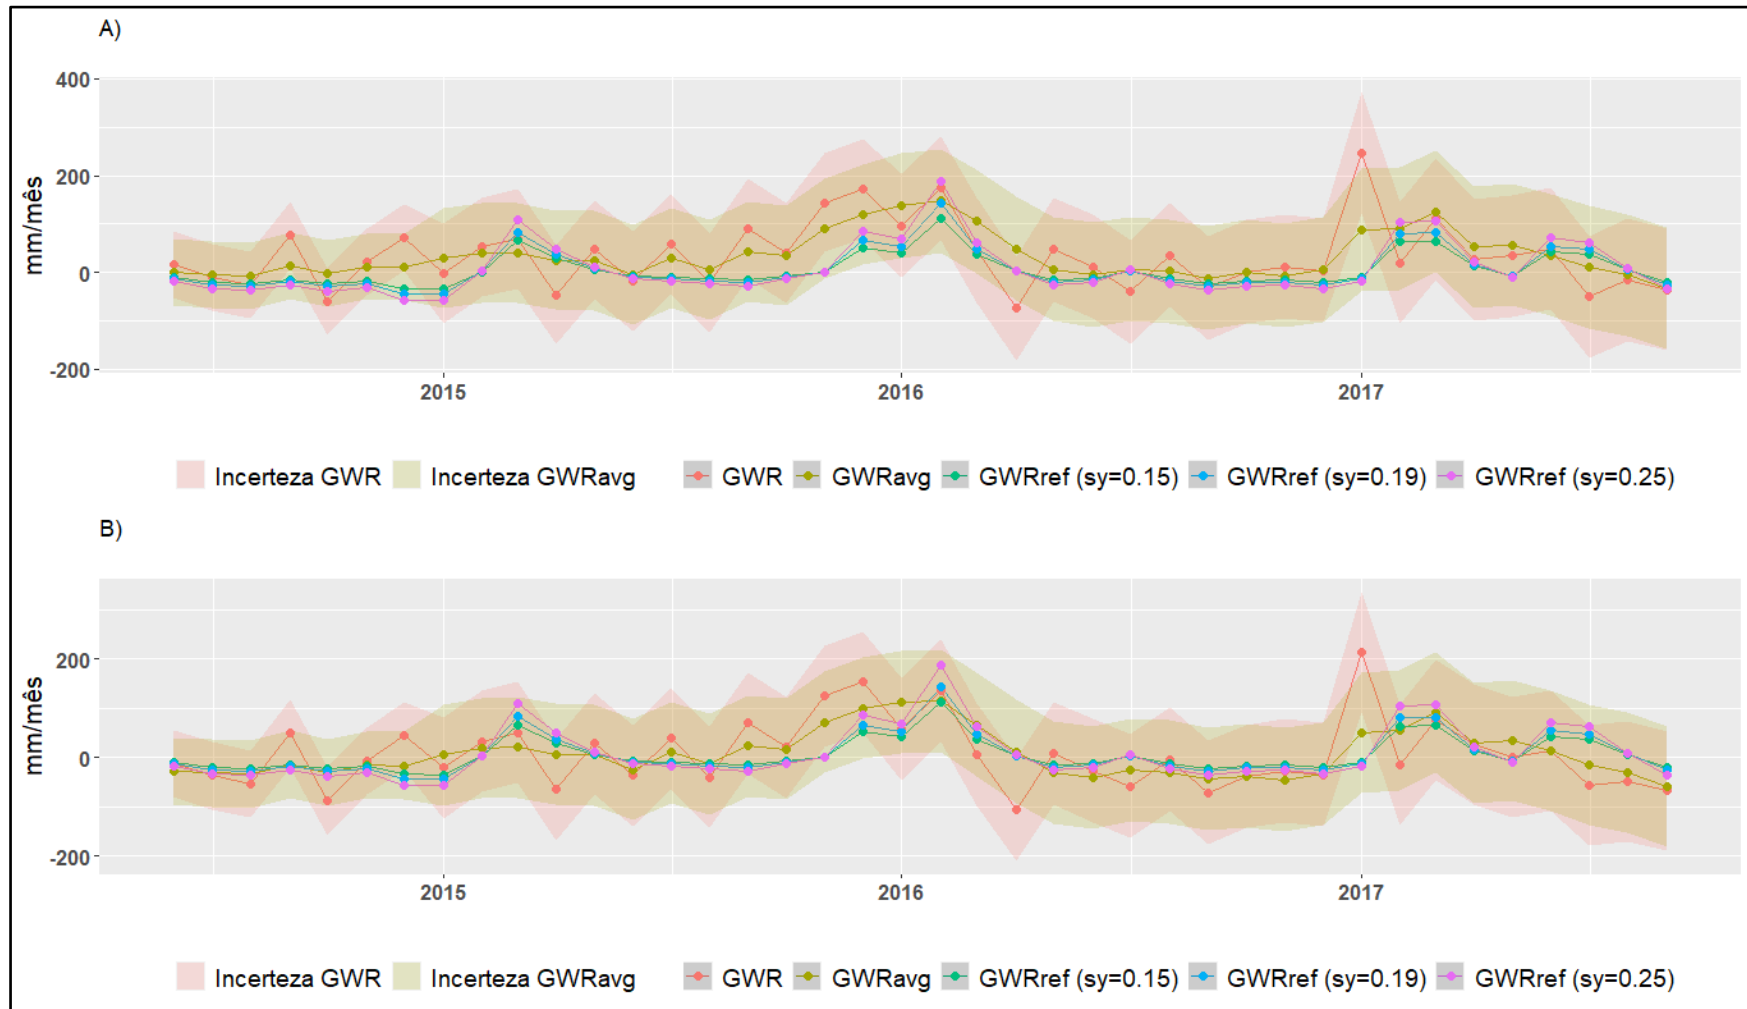 A)
400
200
0
-200
mm/mês
2015 2016 2017
Incerteza GWR Incerteza GWRavg GWR GWRavg GWRref (sy=0.15) GWRref (sy=0.19) GWRref (sy=0.25)
B)
200
0
-200
mm/mês
2015 2016 2017
Incerteza GWR Incerteza GWRavg GWR GWRavg GWRref (sy=0.15) GWRref (sy=0.19) GWRref (sy=0.25)